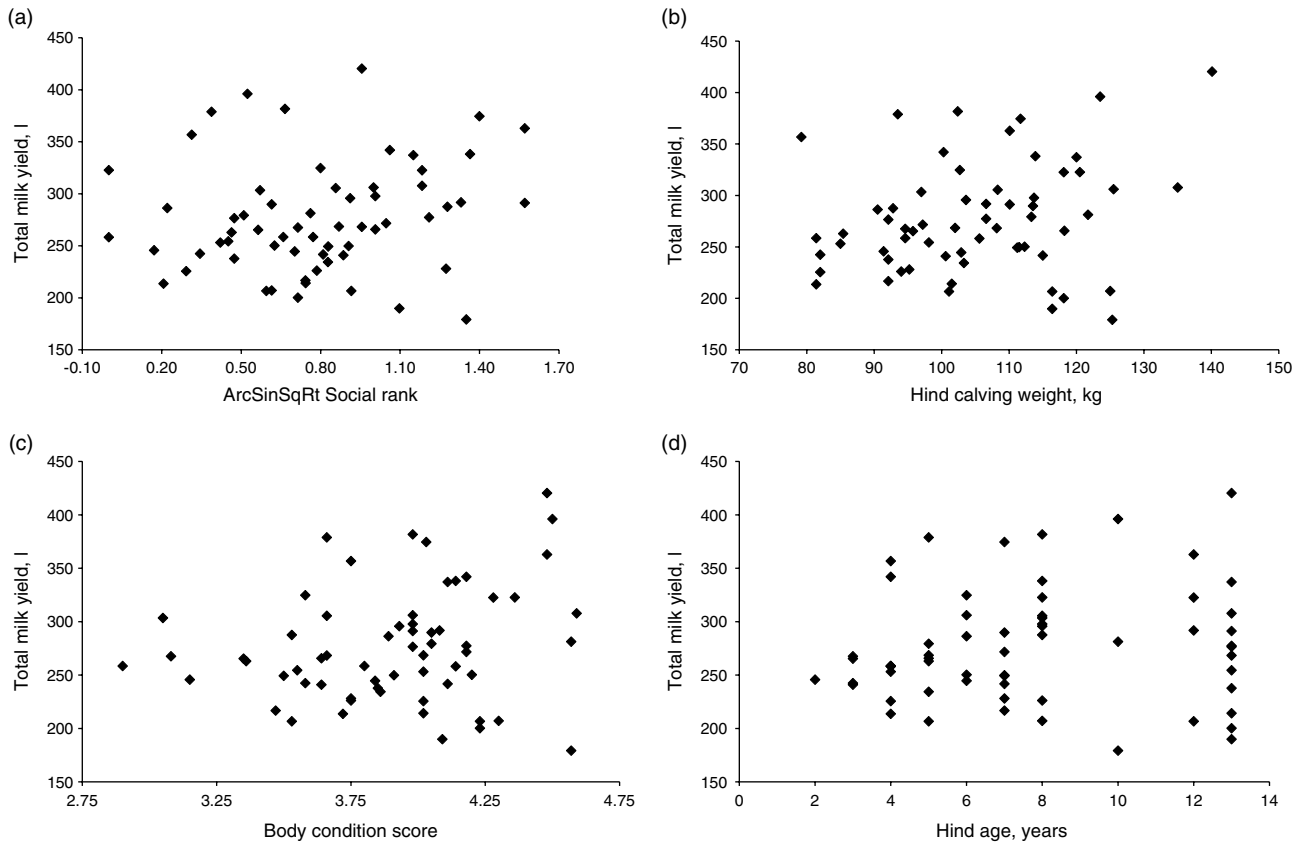 (a)
450
400
350
300
250
200
150
Total milk yield, l
-0.10 0.20 0.50 0.80 1.10 1.40 1.70
ArcSinSqRt Social rank
(b)
450
400
350
300
250
200
150
Total milk yield, l
70 80 90 100 110 120 130 140 150
Hind calving weight, kg
(c)
450
400
350
300
250
200
150
Total milk yield, l
2.75 3.25 3.75 4.25 4.75
Body condition score
(d)
450
400
350
300
250
200
150
Total milk yield, l
0 2 4 6 8 10 12 14
Hind age, years